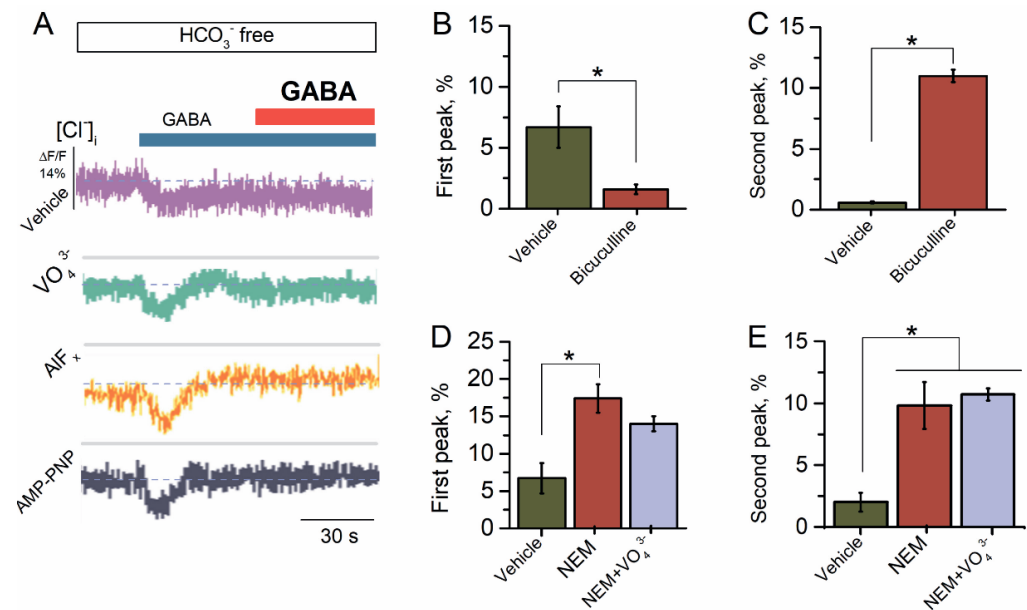 A
HCO₃⁻ free
GABA
GABA
[Cl⁻]ᵢ
ΔF/F
14%
Vehicle
VO₄³⁻
AlFₓ
AMP-PNP
30 s
B
First peak, %
15
10
5
0
Vehicle
Bicuculline
*
C
Second peak, %
15
10
5
0
Vehicle
Bicuculline
*
D
First peak, %
25
20
15
10
5
0
Vehicle
NEM
NEM+VO₄³⁻
*
E
Second peak, %
15
10
5
0
Vehicle
NEM
NEM+VO₄³⁻
*